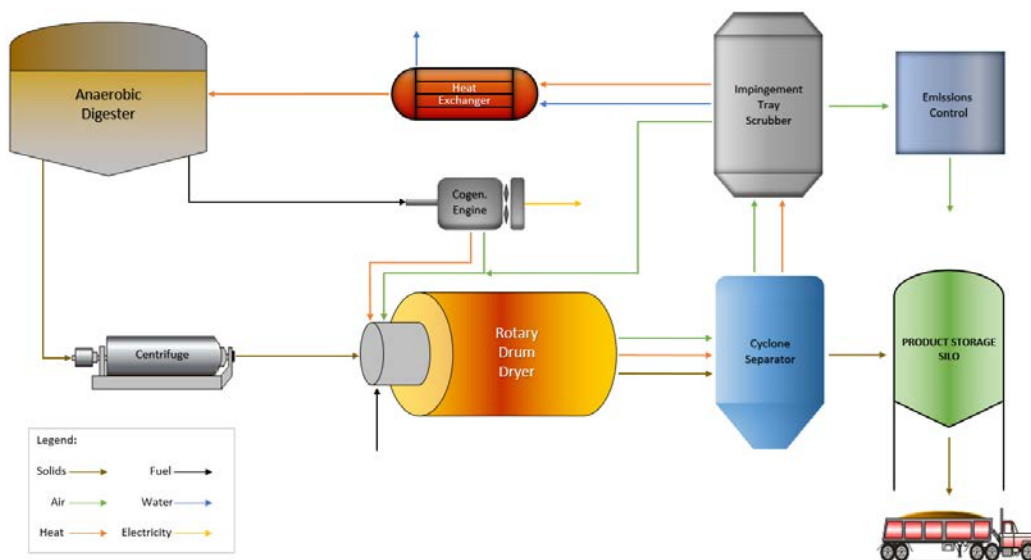 Anaerobic
Digester
Heat
Exchanger
Impingement
Tray
Scrubber
Emissions
Control
Cogen.
Engine
Centrifuge
Rotary
Drum
Dryer
Cyclone
Separator
PRODUCT STORAGE
SILO
Legend:
Solids
Fuel
Air
Water
Heat
Electricity